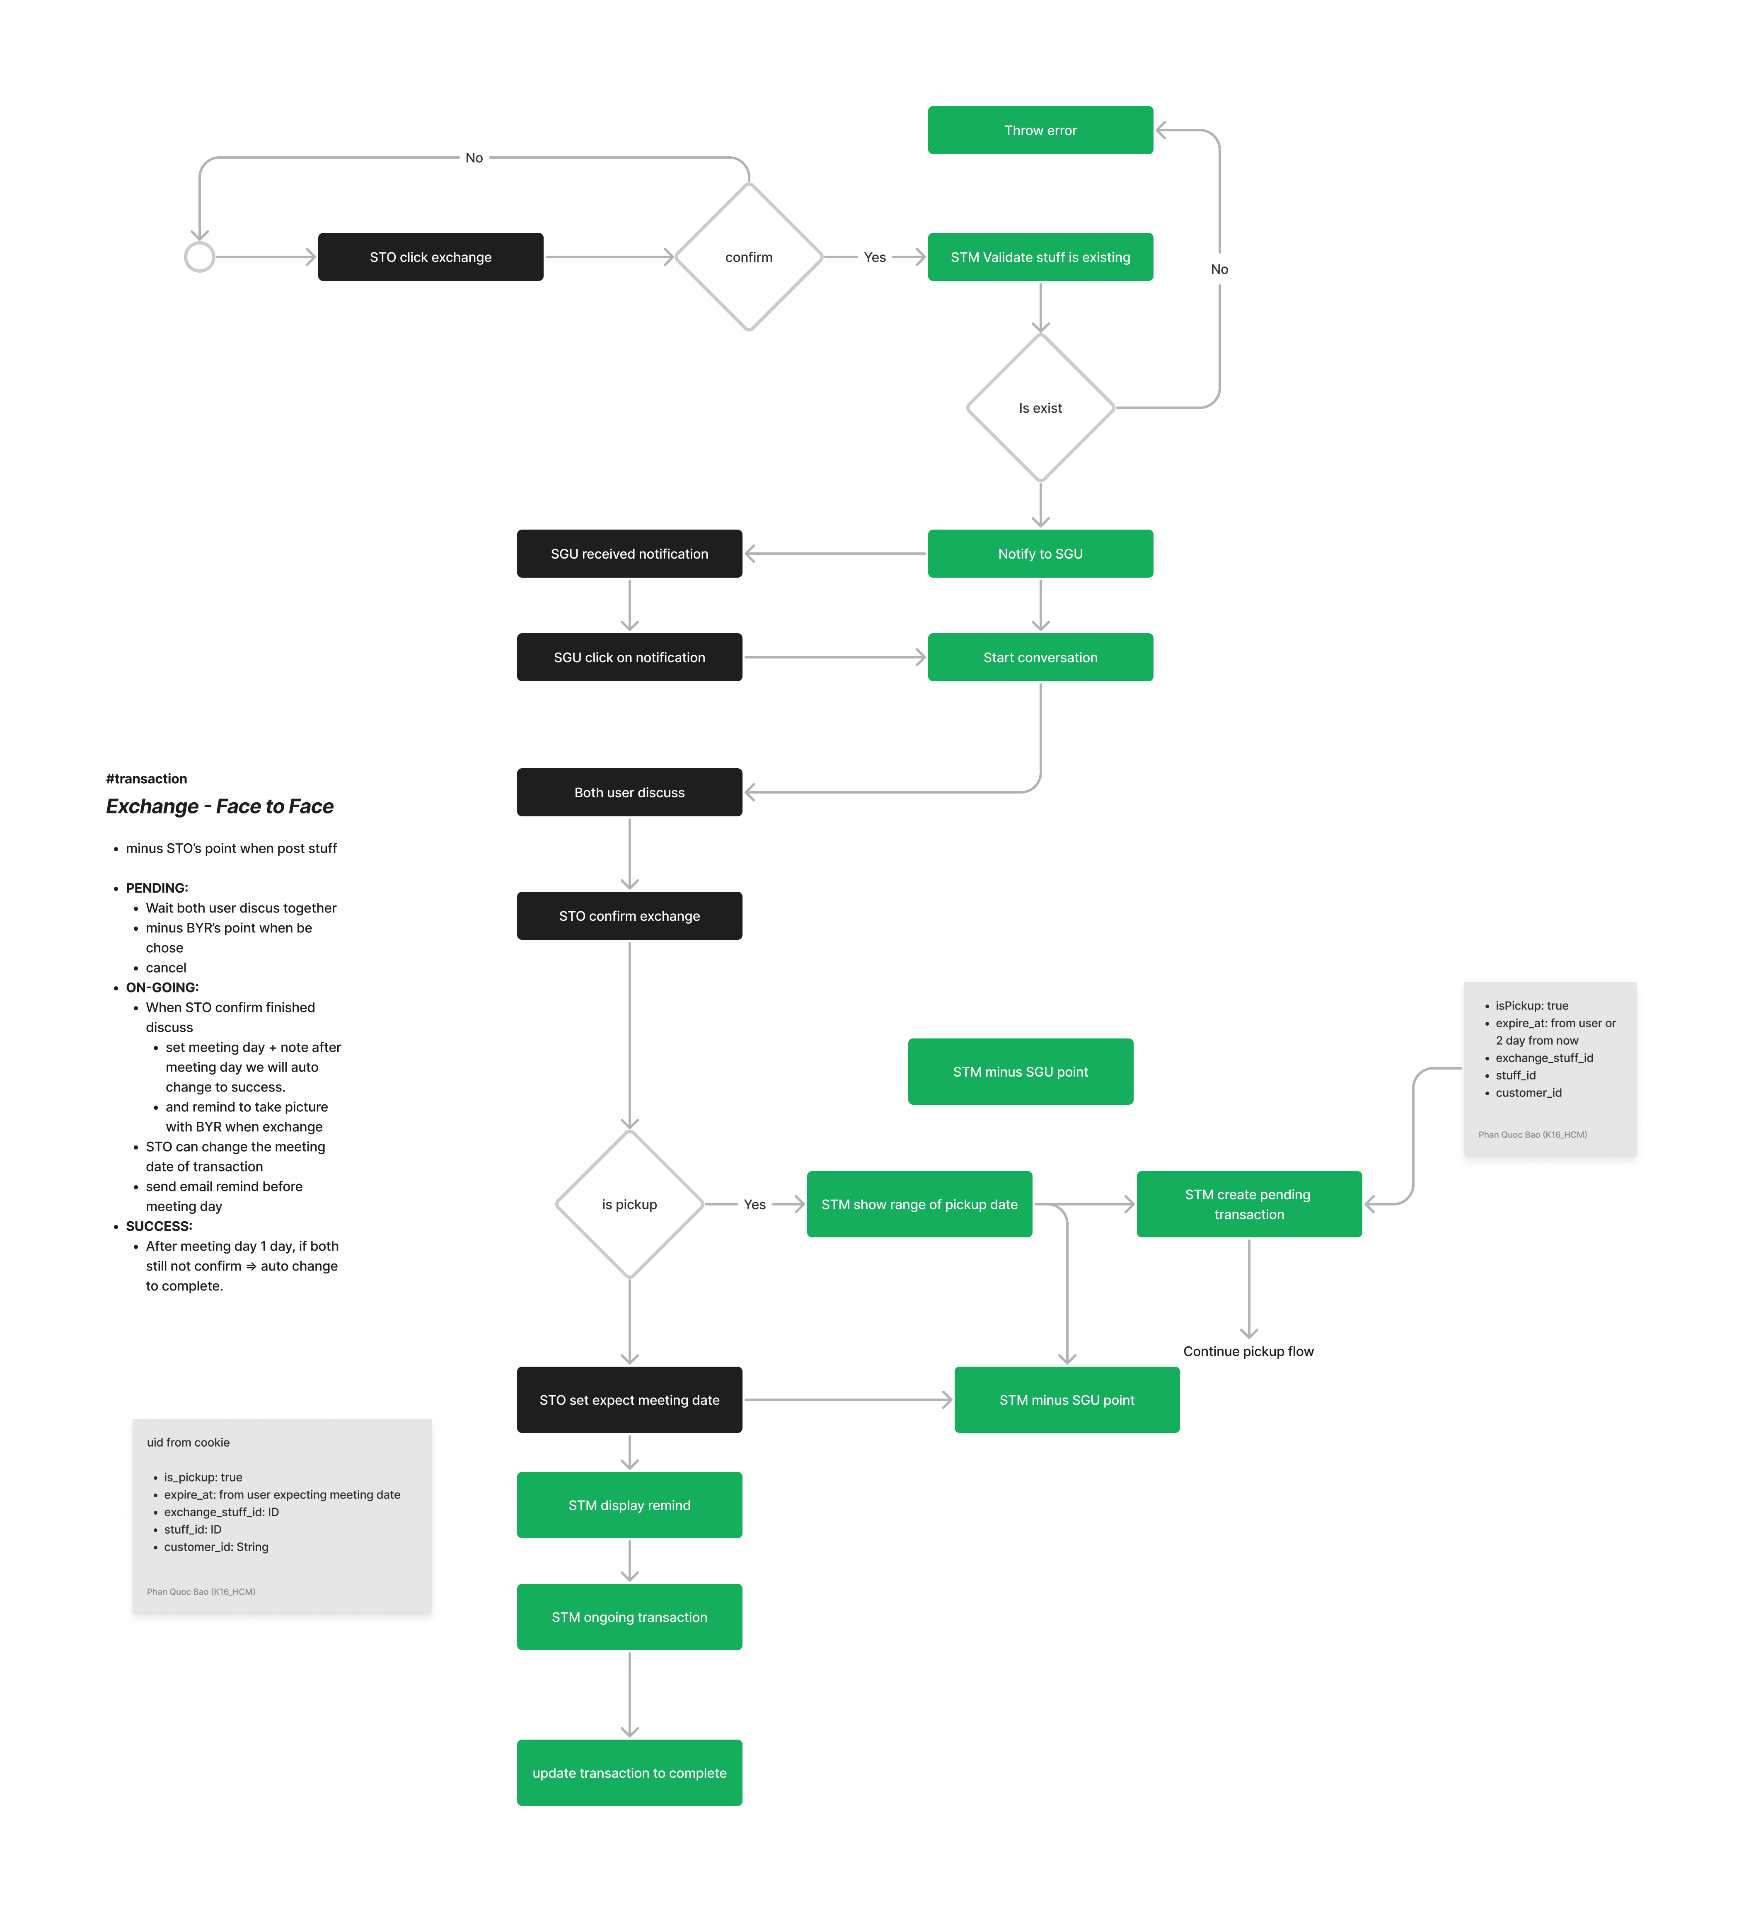 Throw error
No
STO click exchange
confirm
Yes
STM Validate stuff is existing
No
Is exist
SGU received notification
Notify to SGU
SGU click on notification
Start conversation
#transaction
Exchange - Face to Face
Both user discuss
• minus STO's point when post stuff
• PENDING:
• Wait both user discus together
• minus BYR's point when be
chose
• cancel
• ON-GOING:
• When STO confirm finished
discuss
• set meeting day + note after
meeting day we will auto
change to success.
• and remind to take picture
with BYR when exchange
• STO can change the meeting
date of transaction
• send email remind before
meeting day
• SUCCESS:
• After meeting day 1 day, if both
still not confirm => auto change
to complete.
STO confirm exchange
STM minus SGU point
• isPickup: true
• expire_at: from user or
2 day from now
• exchange_stuff_id
• stuff_id
• customer_id
Phan Quoc Bao (K16_HCM)
is pickup
Yes
STM show range of pickup date
STM create pending
transaction
Continue pickup flow
STO set expect meeting date
STM minus SGU point
uid from cookie
• is_pickup: true
• expire_at: from user expecting meeting date
• exchange_stuff_id: ID
• stuff_id: ID
• customer_id: String
Phan Quoc Bao (K16_HCM)
STM display remind
STM ongoing transaction
update transaction to complete